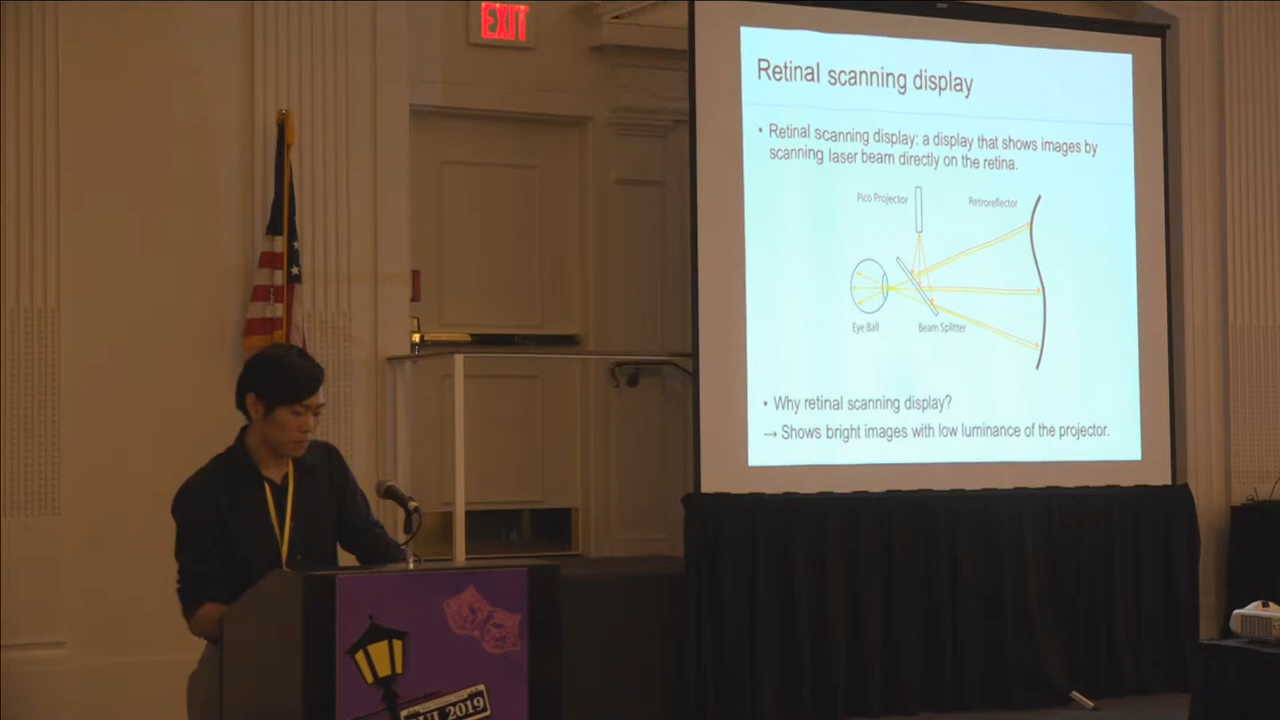 EXIT
Retinal scanning display
• Retinal scanning display: a display that shows images by
scanning laser beam directly on the retina.
Pico Projector
Retroreflector
Eye Ball
Beam Splitter
• Why retinal scanning display?
→ Shows bright images with low luminance of the projector.
2019